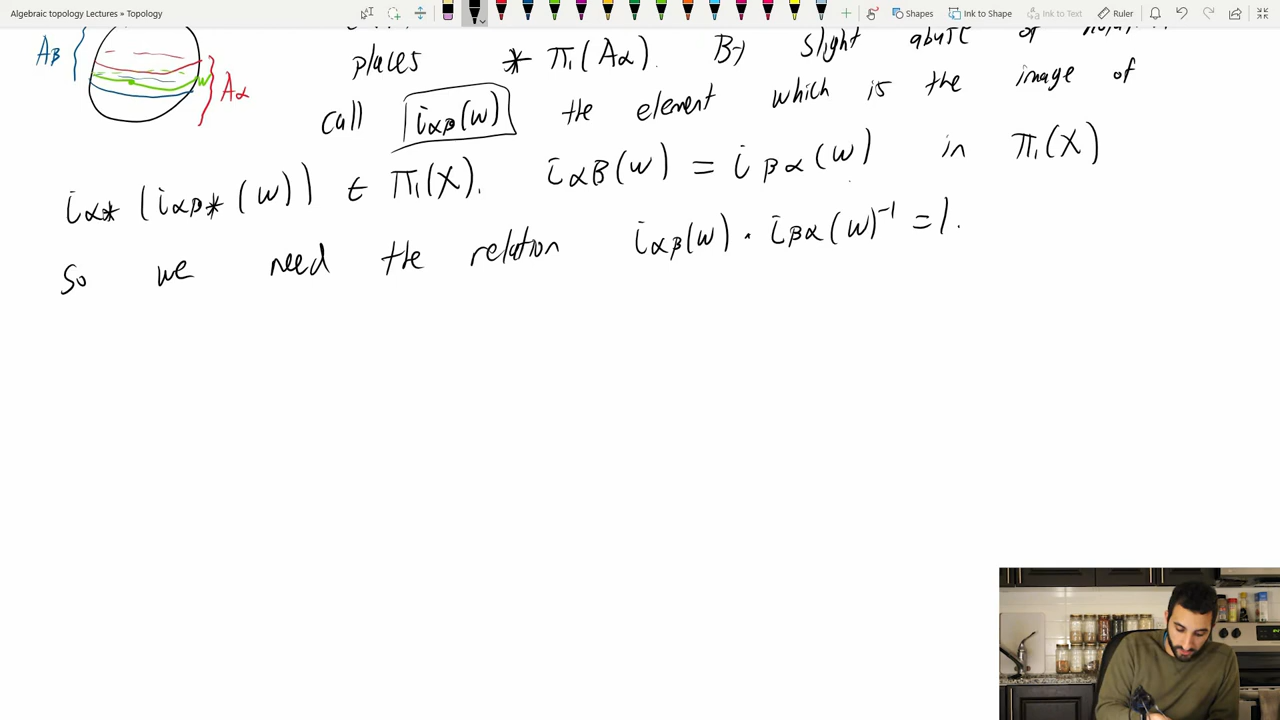 Algebraic topology Lectures » Topology
Shapes Ink to Shape Ink to Text Ruler
places * π₁(Aα). By slight abuse of
call iαβ(w) the element which is the image of
iα* (iαβ*(w)) ∈ π₁(X). iαβ(w) = iβα(w) in π₁(X)
So we need the relation iαβ(w) · iβα(w)⁻¹ = 1.
Aβ
w
Aα